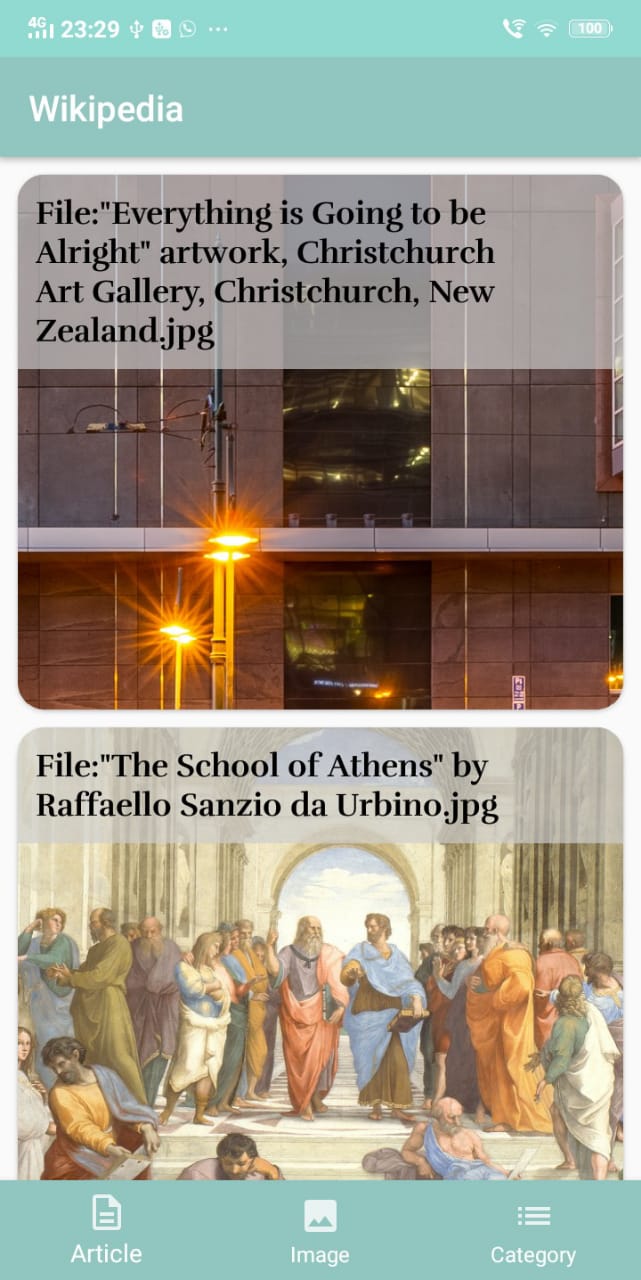 4G 23:29 ... 100
Wikipedia
File:"Everything is Going to be
Alright" artwork, Christchurch
Art Gallery, Christchurch, New
Zealand.jpg
File:"The School of Athens" by
Raffaello Sanzio da Urbino.jpg
Article
Image
Category